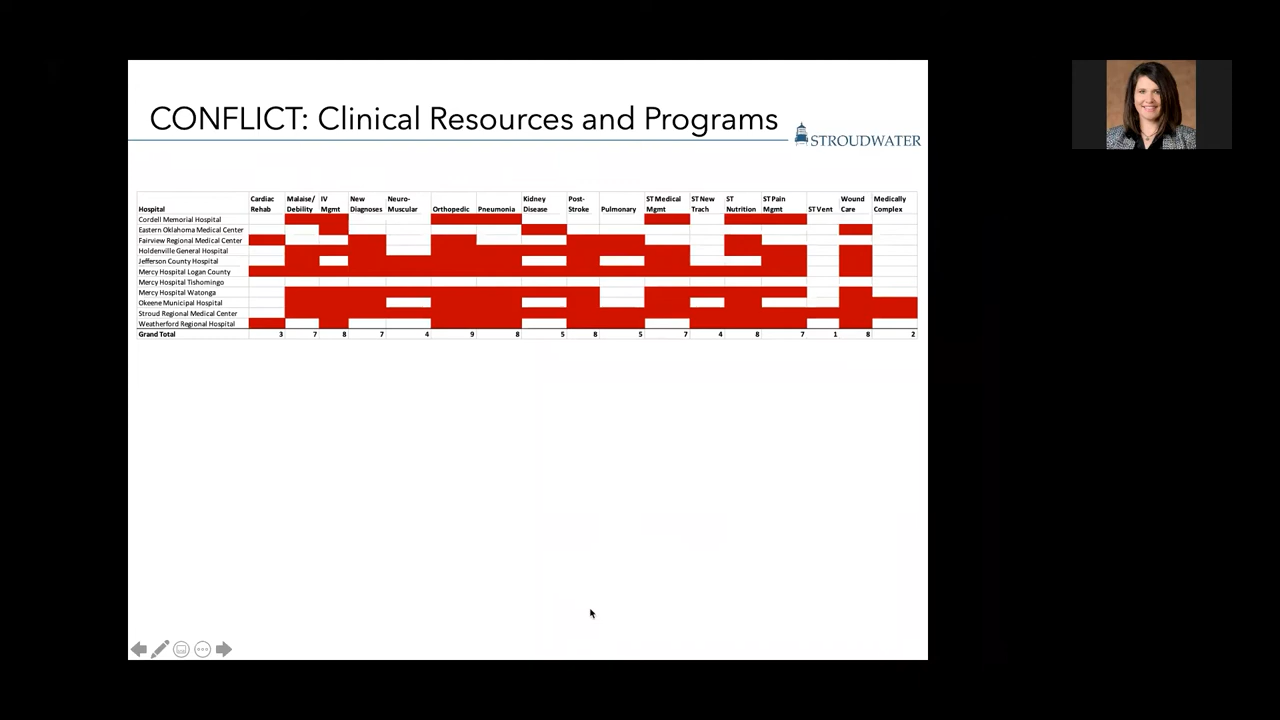 CONFLICT: Clinical Resources and Programs
STROUDWATER
Hospital Cardiac Rehab Malaise/ Debility IV Mgmt New Diagnoses Neuro- Muscular Orthopedic Pneumonia Kidney Disease Post- Stroke Pulmonary ST Medical Mgmt ST New Trach ST Nutrition ST Pain Mgmt ST Vent Wound Care Medically Complex
Cordell Memorial Hospital
Eastern Oklahoma Medical Center
Fairview Regional Medical Center
Holdenville General Hospital
Jefferson County Hospital
Mercy Hospital Logan County
Mercy Hospital Tishomingo
Mercy Hospital Watonga
Okeene Municipal Hospital
Stroud Regional Medical Center
Weatherford Regional Hospital
Grand Total 3 7 8 7 4 9 8 5 8 5 7 4 8 7 1 8 2